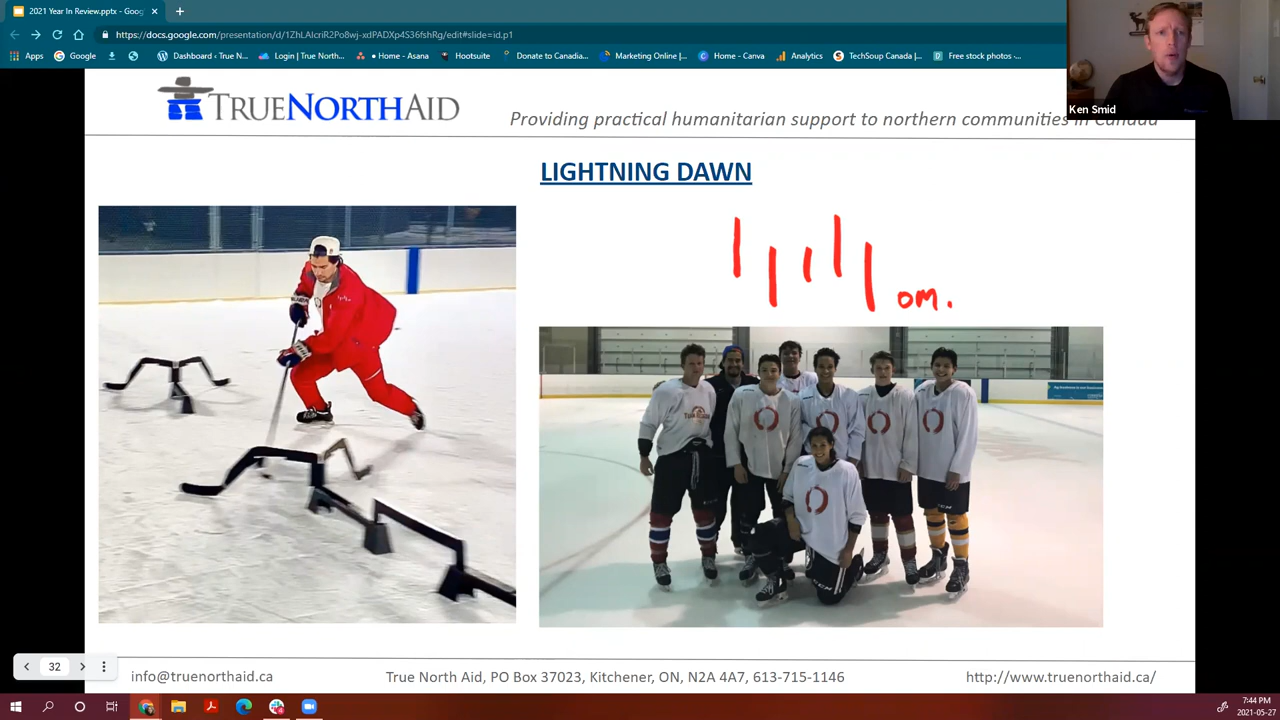 2021 Year In Review.pptx - Goog
https://docs.google.com/presentation/d/1ZhLAIcriR2Po8wj-xdPADXp4S36fshRg/edit#slide=id.p1
Apps Google Dashboard ‹ True N... Login | True North... • Home - Asana Hootsuite Donate to Canada... Marketing Online |... Home - Canva Analytics TechSoup Canada |... Free stock photos -...
Ken Smid
TRUENORTHAID
Providing practical humanitarian support to northern communities in Canada
LIGHTNING DAWN
om.
32
info@truenorthaid.ca True North Aid, PO Box 37023, Kitchener, ON, N2A 4A7, 613-715-1146 http://www.truenorthaid.ca/
7:44 PM
2021-05-27